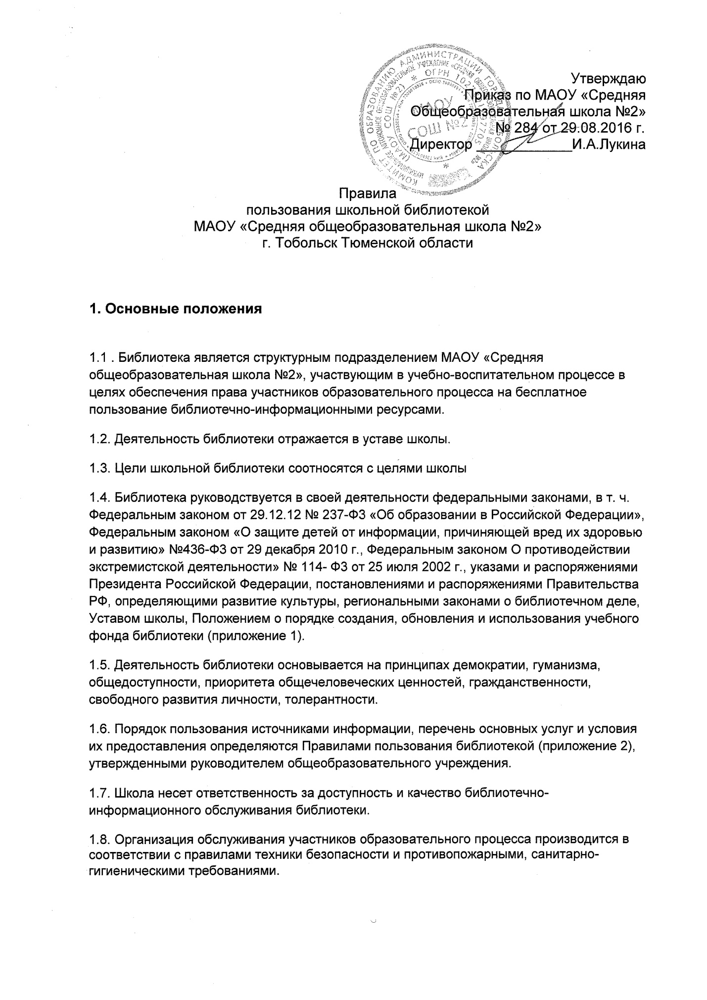 Утверждаю
Приказ по МАОУ «Средняя
Общеобразовательная школа №2»
№ 284 от 29.08.2016 г.
Директор _____________И.А.Лукина
КОМИТЕТ ПО ОБРАЗОВАНИЮ АДМИНИСТРАЦИИ ГОРОДА ТОБОЛЬСКА
(МАОУ СОШ №2) * ОГРН
МАОУ
СОШ №2
Правила
пользования школьной библиотекой
МАОУ «Средняя общеобразовательная школа №2»
г. Тобольск Тюменской области
1. Основные положения
1.1 . Библиотека является структурным подразделением МАОУ «Средняя
общеобразовательная школа №2», участвующим в учебно-воспитательном процессе в
целях обеспечения права участников образовательного процесса на бесплатное
пользование библиотечно-информационными ресурсами.
1.2. Деятельность библиотеки отражается в уставе школы.
1.3. Цели школьной библиотеки соотносятся с целями школы
1.4. Библиотека руководствуется в своей деятельности федеральными законами, в т. ч.
Федеральным законом от 29.12.12 № 237-ФЗ «Об образовании в Российской Федерации»,
Федеральным законом «О защите детей от информации, причиняющей вред их здоровью
и развитию» №436-ФЗ от 29 декабря 2010 г., Федеральным законом О противодействии
экстремистской деятельности» № 114- ФЗ от 25 июля 2002 г., указами и распоряжениями
Президента Российской Федерации, постановлениями и распоряжениями Правительства
РФ, определяющими развитие культуры, региональными законами о библиотечном деле,
Уставом школы, Положением о порядке создания, обновления и использования учебного
фонда библиотеки (приложение 1).
1.5. Деятельность библиотеки основывается на принципах демократии, гуманизма,
общедоступности, приоритета общечеловеческих ценностей, гражданственности,
свободного развития личности, толерантности.
1.6. Порядок пользования источниками информации, перечень основных услуг и условия
их предоставления определяются Правилами пользования библиотекой (приложение 2),
утвержденными руководителем общеобразовательного учреждения.
1.7. Школа несет ответственность за доступность и качество библиотечно-
информационного обслуживания библиотеки.
1.8. Организация обслуживания участников образовательного процесса производится в
соответствии с правилами техники безопасности и противопожарными, санитарно-
гигиеническими требованиями.